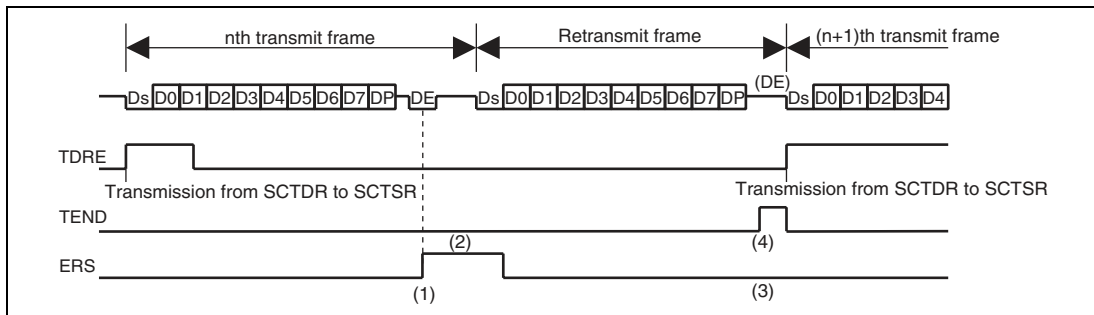 nth transmit frame Retransmit frame (n+1)th transmit frame
(DE)
Ds D0 D1 D2 D3 D4 D5 D6 D7 DP DE Ds D0 D1 D2 D3 D4 D5 D6 D7 DP Ds D0 D1 D2 D3 D4
TDRE
Transmission from SCTDR to SCTSR Transmission from SCTDR to SCTSR
TEND
(2) (4)
ERS
(1) (3)